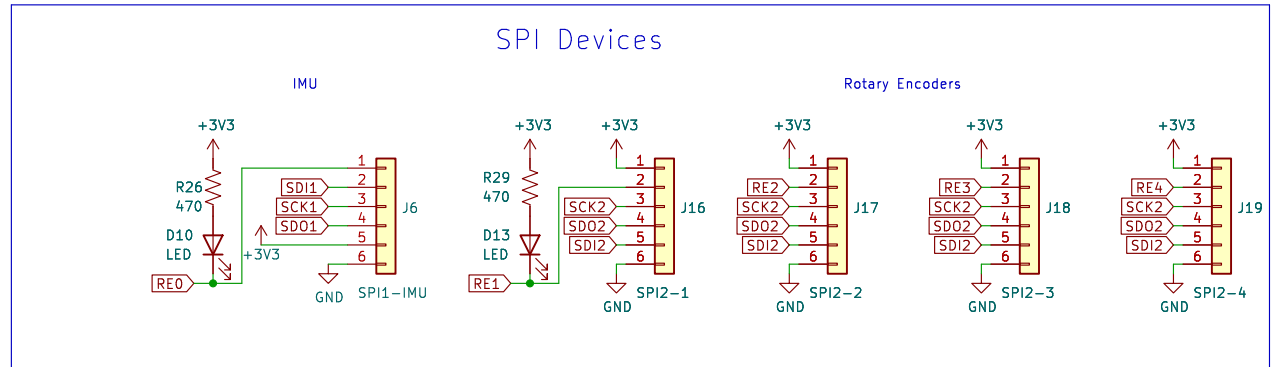 SPI Devices
IMU
Rotary Encoders
+3V3
+3V3
+3V3
+3V3
+3V3
+3V3
R26
470
D10
LED
RE0
SDI1
SCK1
SDO1
+3V3
GND
1
2
3
4
5
6
J6
SPI1-IMU
R29
470
D13
LED
RE1
SCK2
SDO2
SDI2
GND
1
2
3
4
5
6
J16
SPI2-1
RE2
SCK2
SDO2
SDI2
GND
1
2
3
4
5
6
J17
SPI2-2
RE3
SCK2
SDO2
SDI2
GND
1
2
3
4
5
6
J18
SPI2-3
RE4
SCK2
SDO2
SDI2
GND
1
2
3
4
5
6
J19
SPI2-4